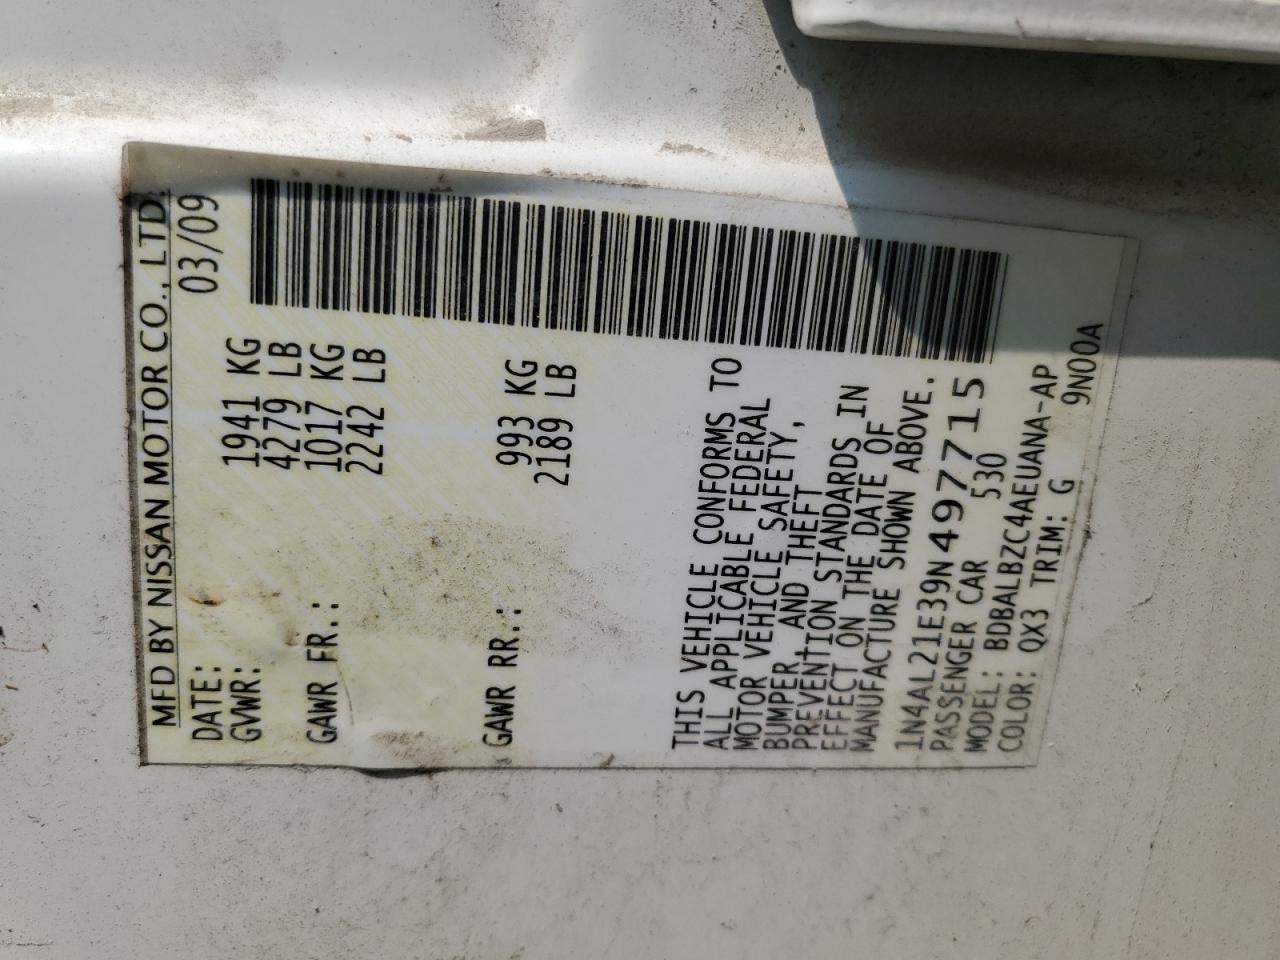 MFD BY NISSAN MOTOR CO., LTD.
DATE: 03/09
GVWR: 1941 KG
4279 LB
GAWR FR.: 1017 KG
2242 LB
GAWR RR.: 993 KG
2189 LB
THIS VEHICLE CONFORMS TO
ALL APPLICABLE FEDERAL
MOTOR VEHICLE SAFETY,
BUMPER, AND THEFT
PREVENTION STANDARDS IN
EFFECT ON THE DATE OF
MANUFACTURE SHOWN ABOVE.
1N4AL21E39N497715
PASSENGER CAR 530
MODEL: BDBALBZC4AEUANA-AP
COLOR: QX3 TRIM: G 9N00A